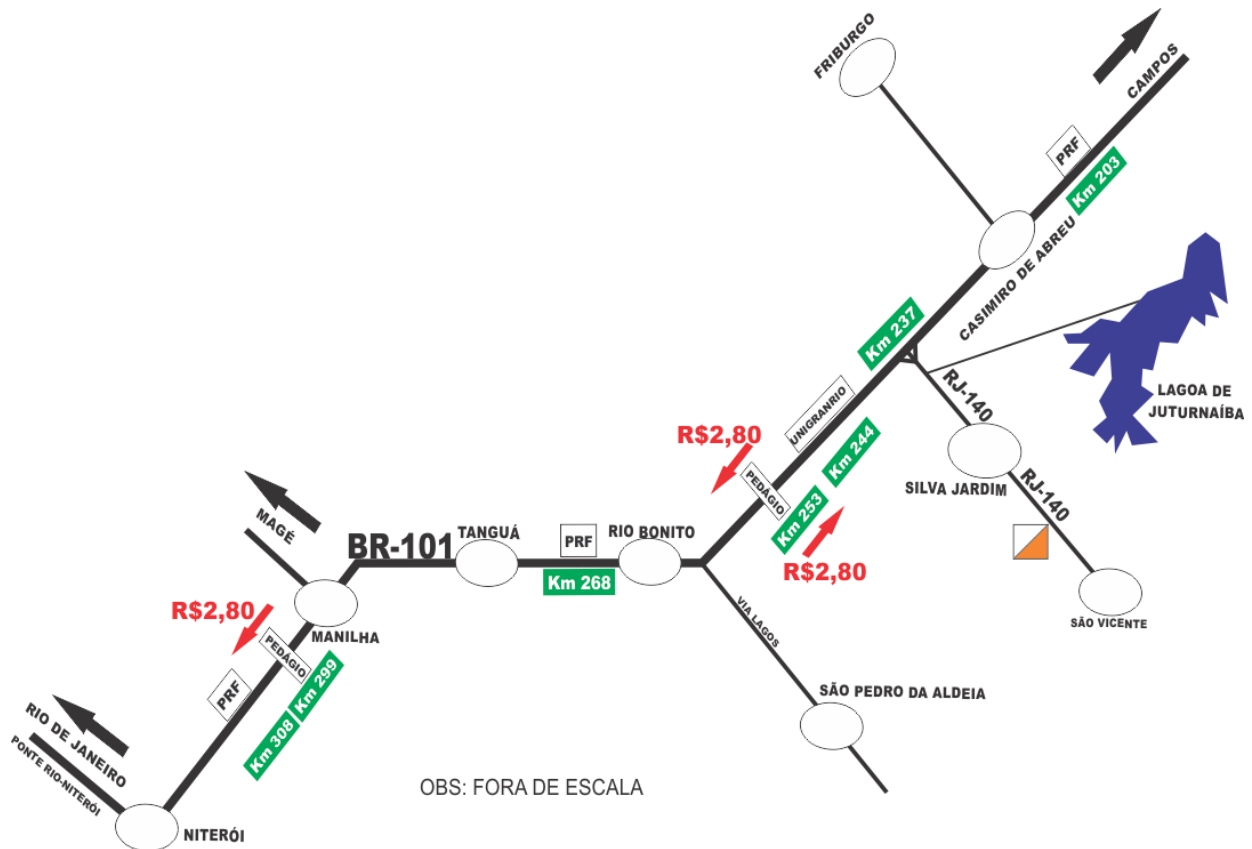 FRIBURGO
CAMPOS
PRF
Km 203
CASIMIRO DE ABREU
Km 237
RJ-140
LAGOA DE
JUTURNAÍBA
UNIGRANRIO
R$2,80
Km 244
PEDÁGIO
Km 253
SILVA JARDIM
RJ-140
R$2,80
MAGÉ
BR-101
TANGUÁ
PRF
RIO BONITO
Km 268
R$2,80
MANILHA
PEDÁGIO
Km 299
PRF
Km 308
VIA LAGOS
SÃO VICENTE
SÃO PEDRO DA ALDEIA
RIO DE JANEIRO
PONTE RIO-NITERÓI
OBS: FORA DE ESCALA
NITERÓI